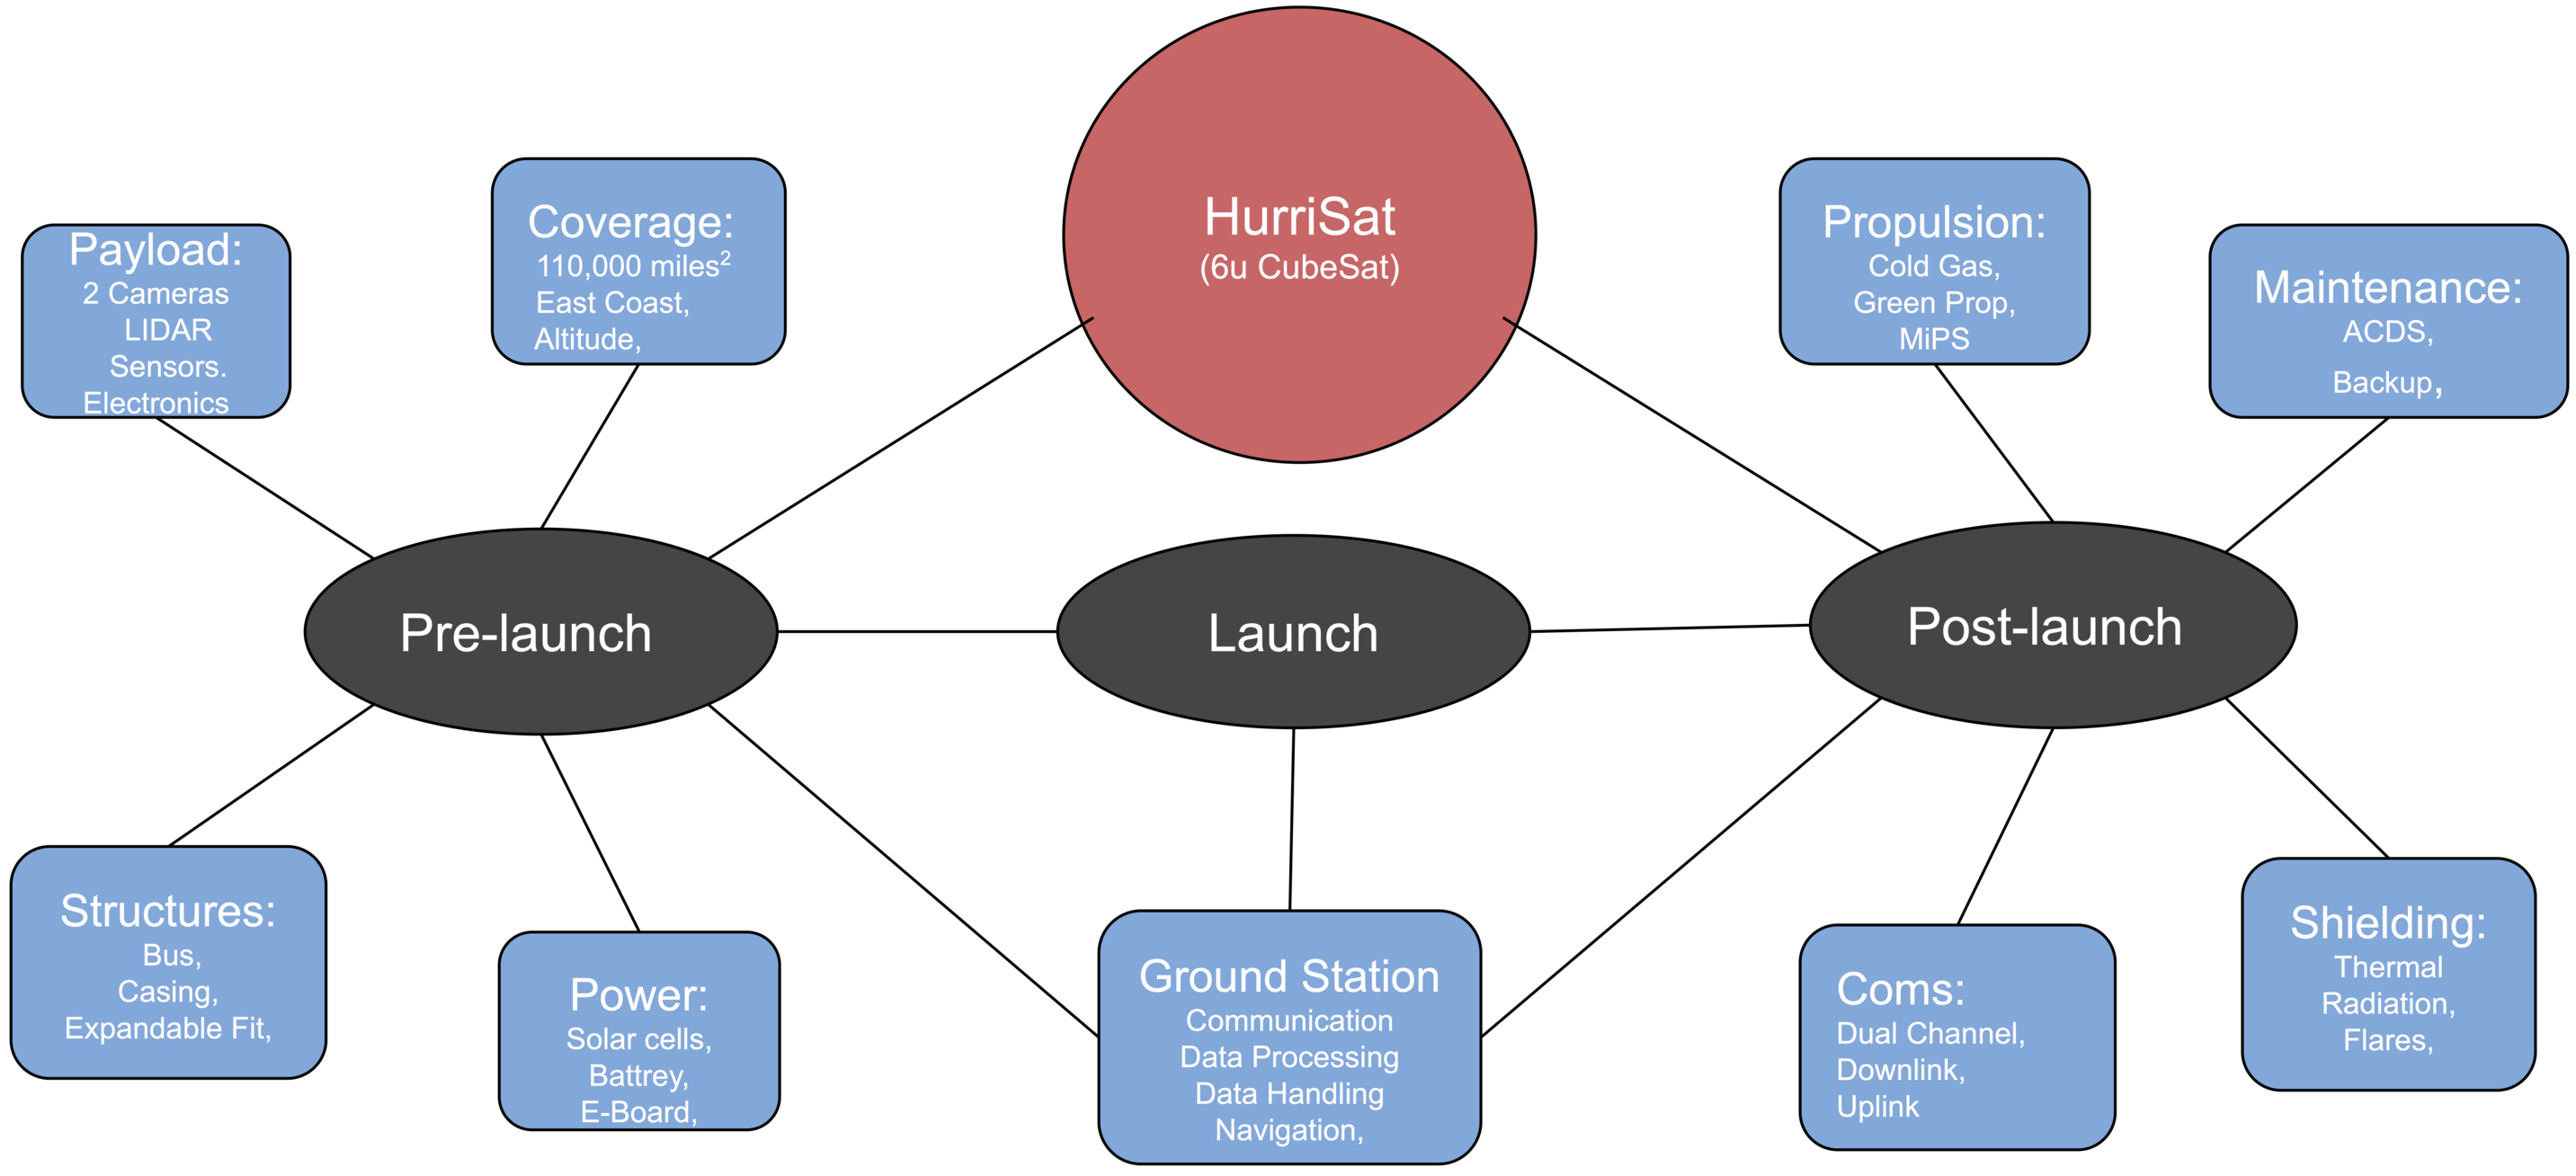 HurriSat
(6u CubeSat)
Payload:
2 Cameras
LIDAR
Sensors.
Electronics
Coverage:
110,000 miles²
East Coast,
Altitude,
Propulsion:
Cold Gas,
Green Prop,
MiPS
Maintenance:
ACDS,
Backup,
Pre-launch
Launch
Post-launch
Structures:
Bus,
Casing,
Expandable Fit,
Power:
Solar cells,
Battrey,
E-Board,
Ground Station
Communication
Data Processing
Data Handling
Navigation,
Coms:
Dual Channel,
Downlink,
Uplink
Shielding:
Thermal
Radiation,
Flares,